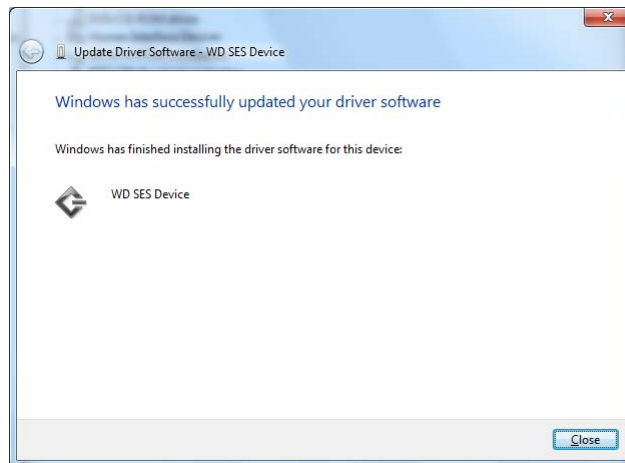 Update Driver Software - WD SES Device
Windows has successfully updated your driver software
Windows has finished installing the driver software for this device:
WD SES Device
Close